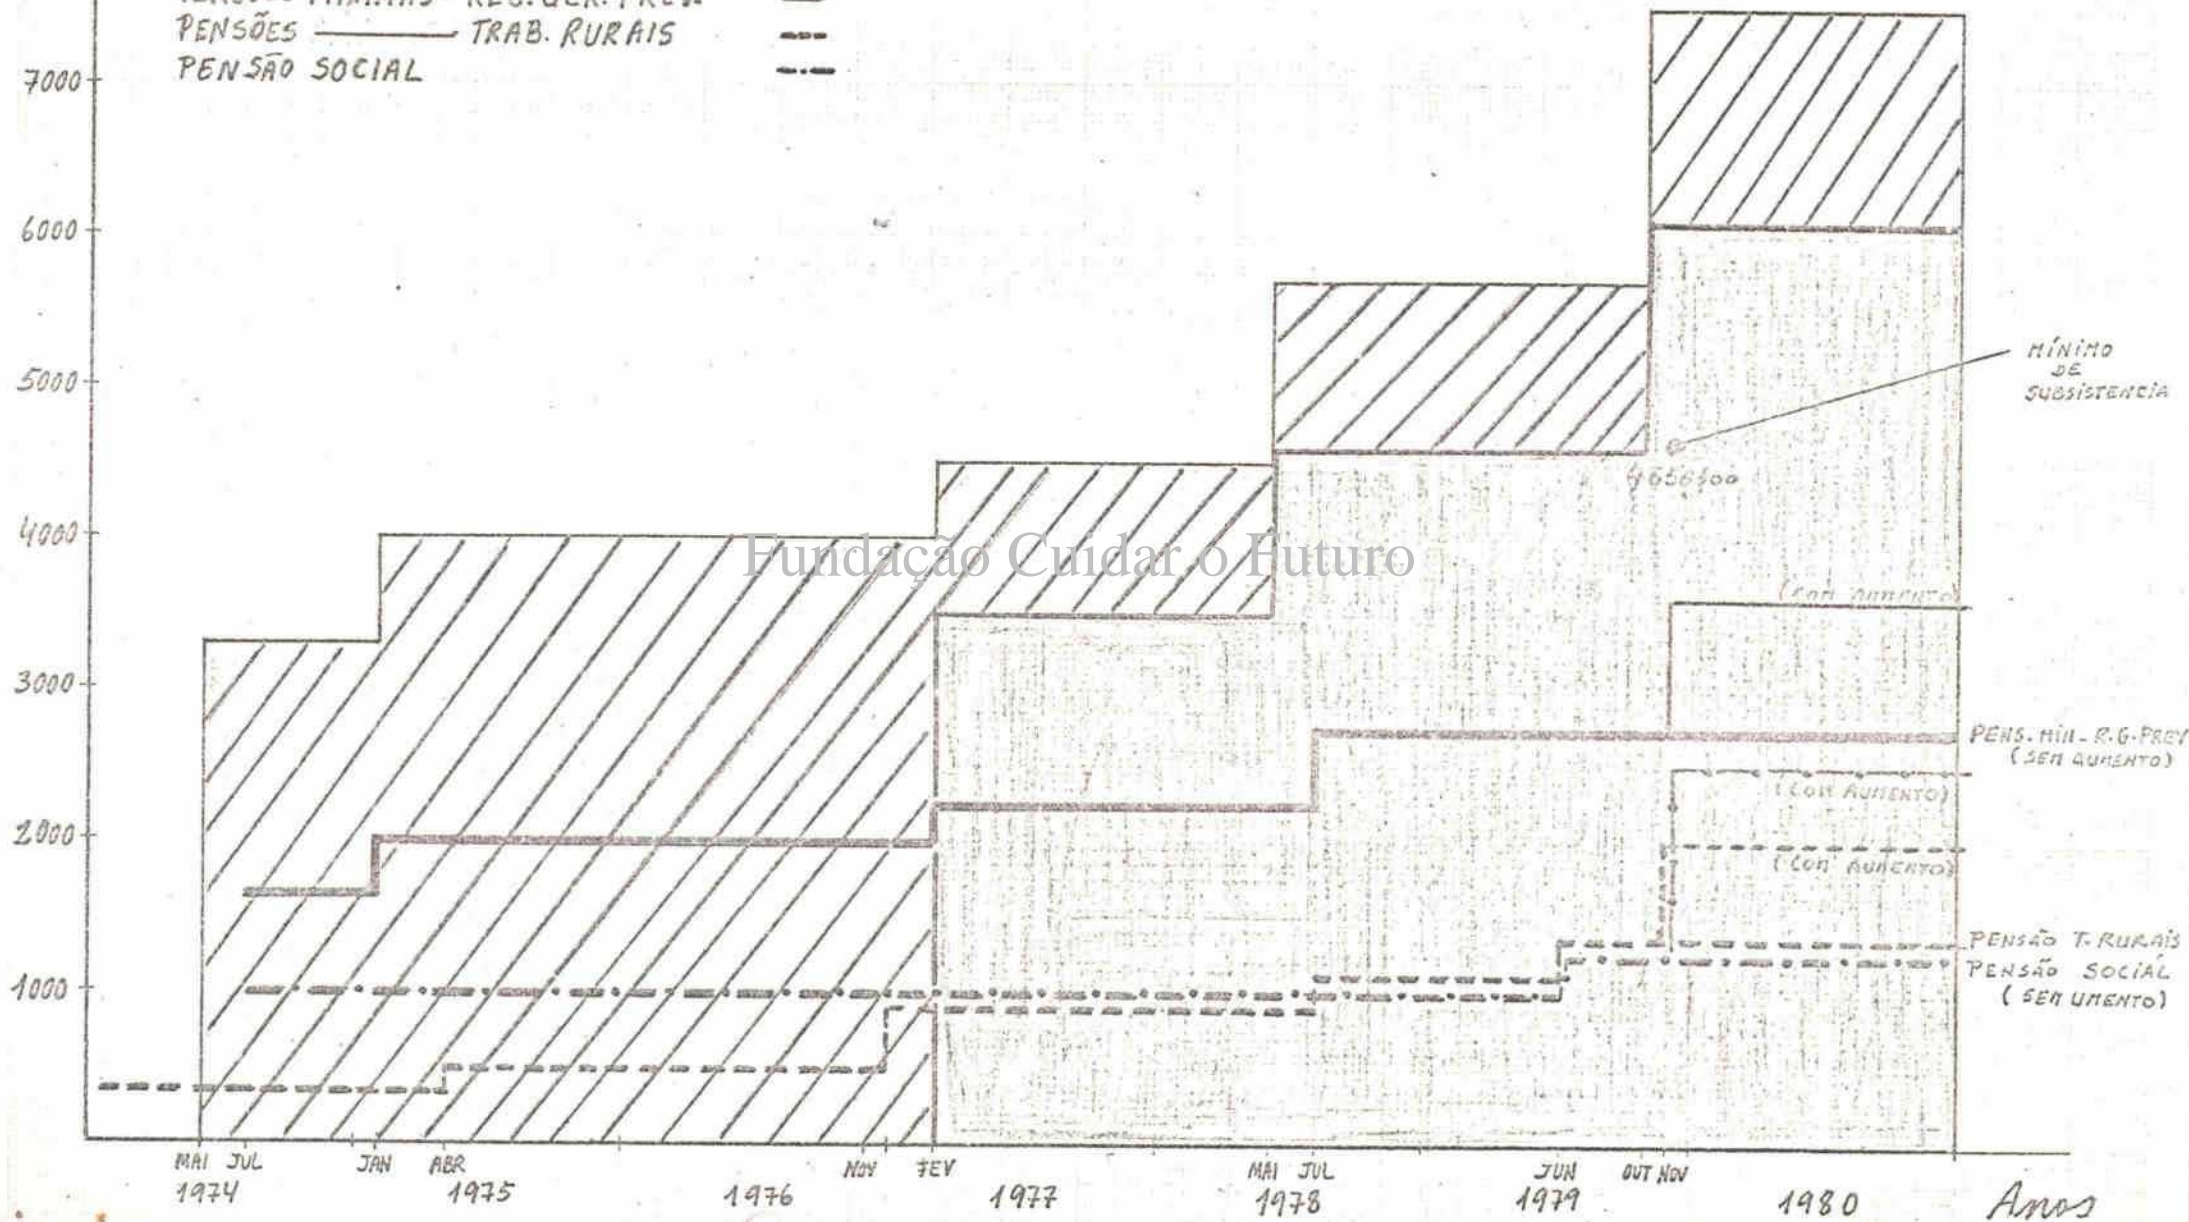 PENSÕES TRAB. RURAIS
PENSÃO SOCIAL
7000
6000
5000
4000
3000
2000
1000
MÍNIMO
DE
SUBSISTENCIA
4656$00
Fundação Cuidar o Futuro
(COM AUMENTO)
PENS. MIN. R.G. PREV
(SEM AUMENTO)
(COM AUMENTO)
(COM AUMENTO)
PENSÃO T. RURAIS
PENSÃO SOCIAL
(SEM UMENTO)
MAI JUL JAN ABR NOV FEV MAI JUL JUN OUT NOV
1974 1975 1976 1977 1978 1979 1980 Anos